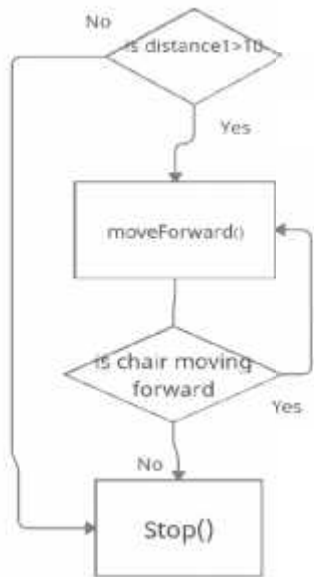 No
is distance1>10
Yes
moveForward()
is chair moving
forward
Yes
No
Stop()